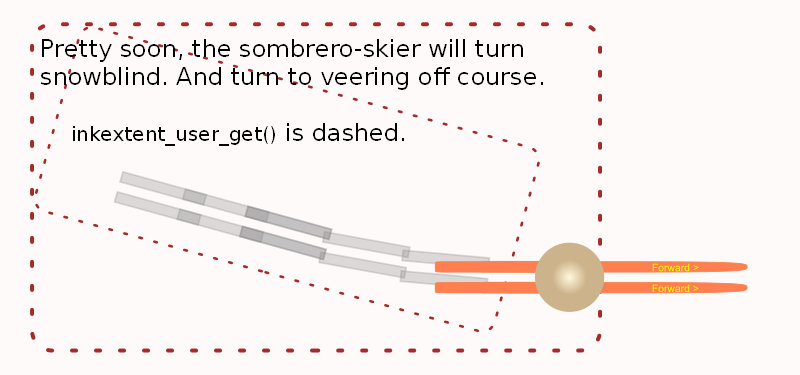 Pretty soon, the sombrero-skier will turn
snowblind. And turn to veering off course.
inkextent_user_get() is dashed.
Forward >
Forward >